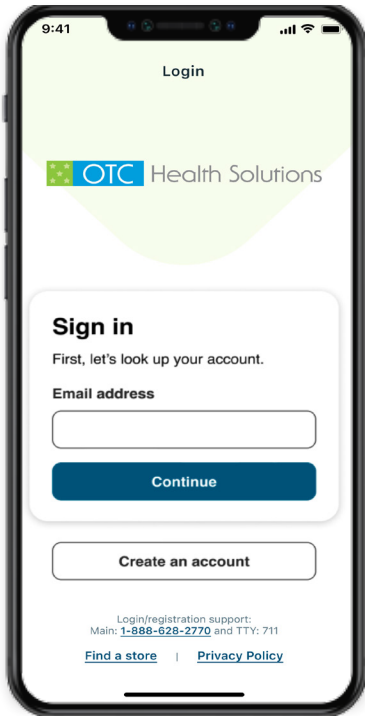 9:41
Login
OTC Health Solutions
Sign in
First, let's look up your account.
Email address
Continue
Create an account
Login/registration support:
Main: 1-888-628-2770 and TTY: 711
Find a store | Privacy Policy